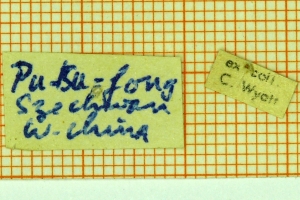 Pu-tsu-fong
Szechwan
W-China
ex coll.
C. Wyatt